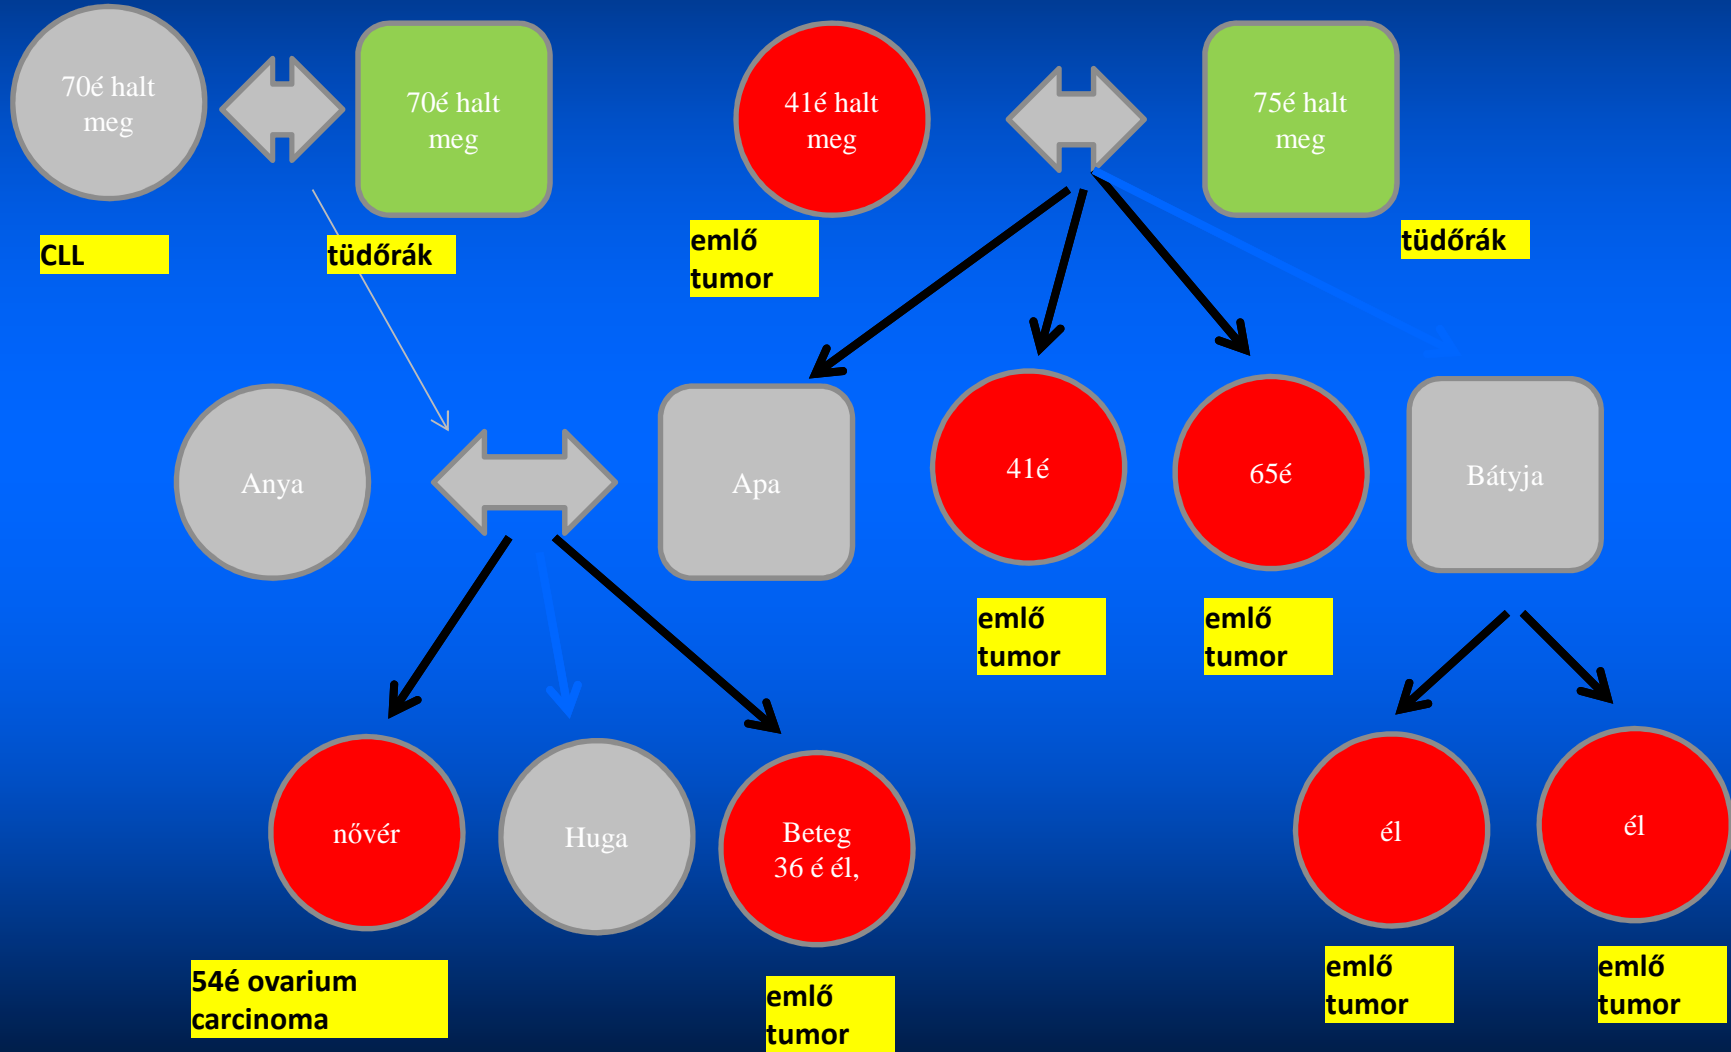 70é halt
meg
70é halt
meg
41é halt
meg
75é halt
meg
CLL
tüdőrák
emlő
tumor
tüdőrák
Anya
Apa
41é
65é
Bátyja
emlő
tumor
emlő
tumor
nővér
Huga
Beteg
36 é él,
él
él
54é ovarium
carcinoma
emlő
tumor
emlő
tumor
emlő
tumor